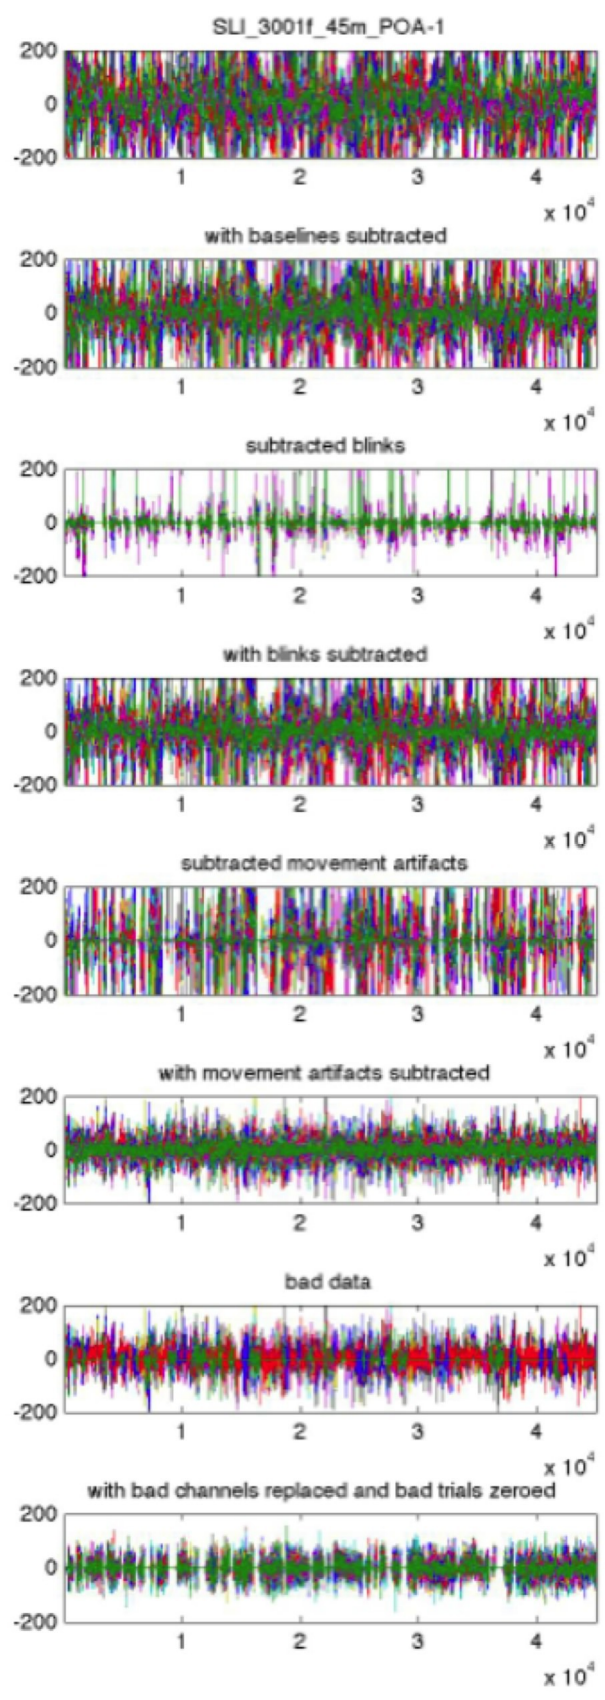 SLI_3001f_45m_POA-1
200
0
-200
1 2 3 4
x 10^4
with baselines subtracted
200
0
-200
1 2 3 4
x 10^4
subtracted blinks
200
0
-200
1 2 3 4
x 10^4
with blinks subtracted
200
0
-200
1 2 3 4
x 10^4
subtracted movement artifacts
200
0
-200
1 2 3 4
x 10^4
with movement artifacts subtracted
200
0
-200
1 2 3 4
x 10^4
bad data
200
0
-200
1 2 3 4
x 10^4
with bad channels replaced and bad trials zeroed
200
0
-200
1 2 3 4
x 10^4